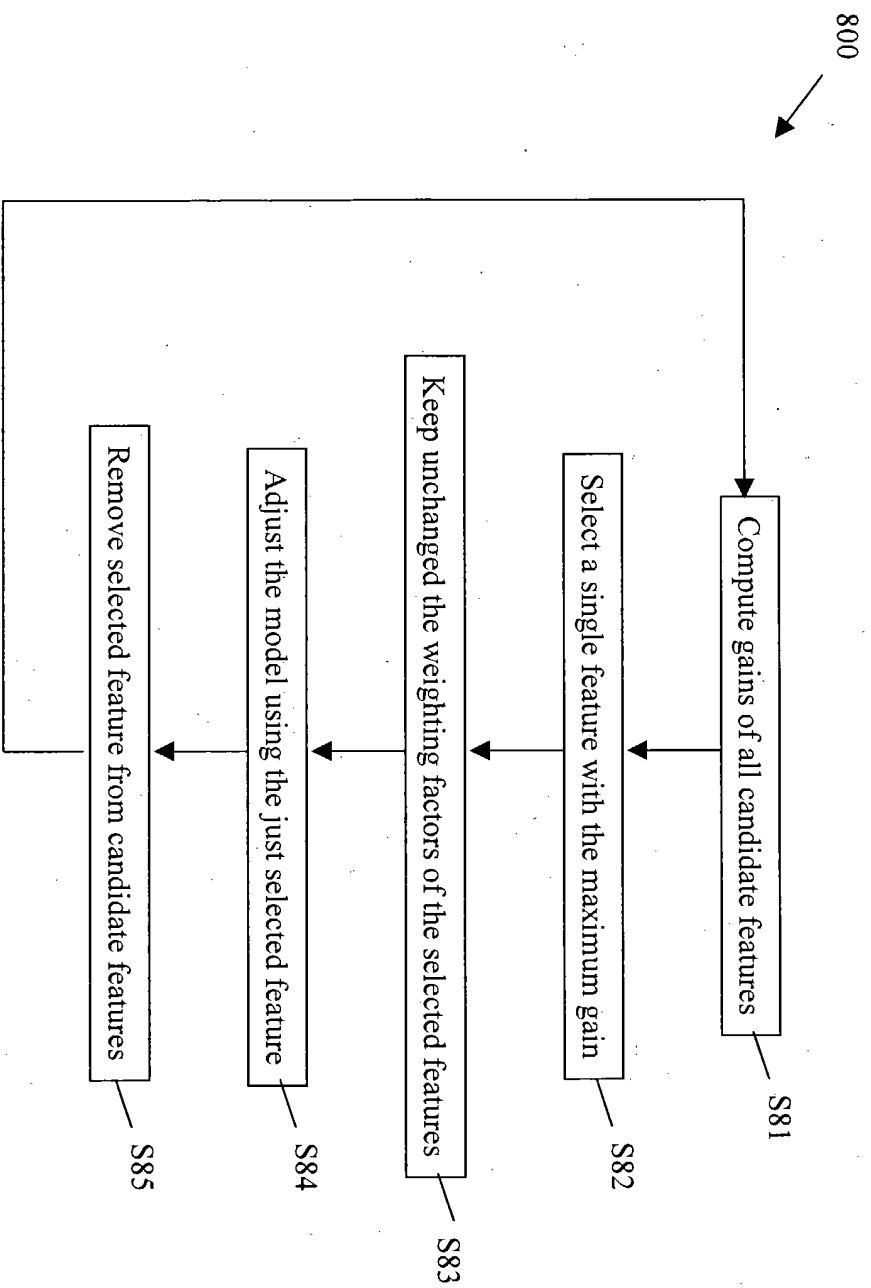 800
Compute gains of all candidate features
S81
Select a single feature with the maximum gain
S82
Keep unchanged the weighting factors of the selected features
S83
Adjust the model using the just selected feature
S84
Remove selected feature from candidate features
S85